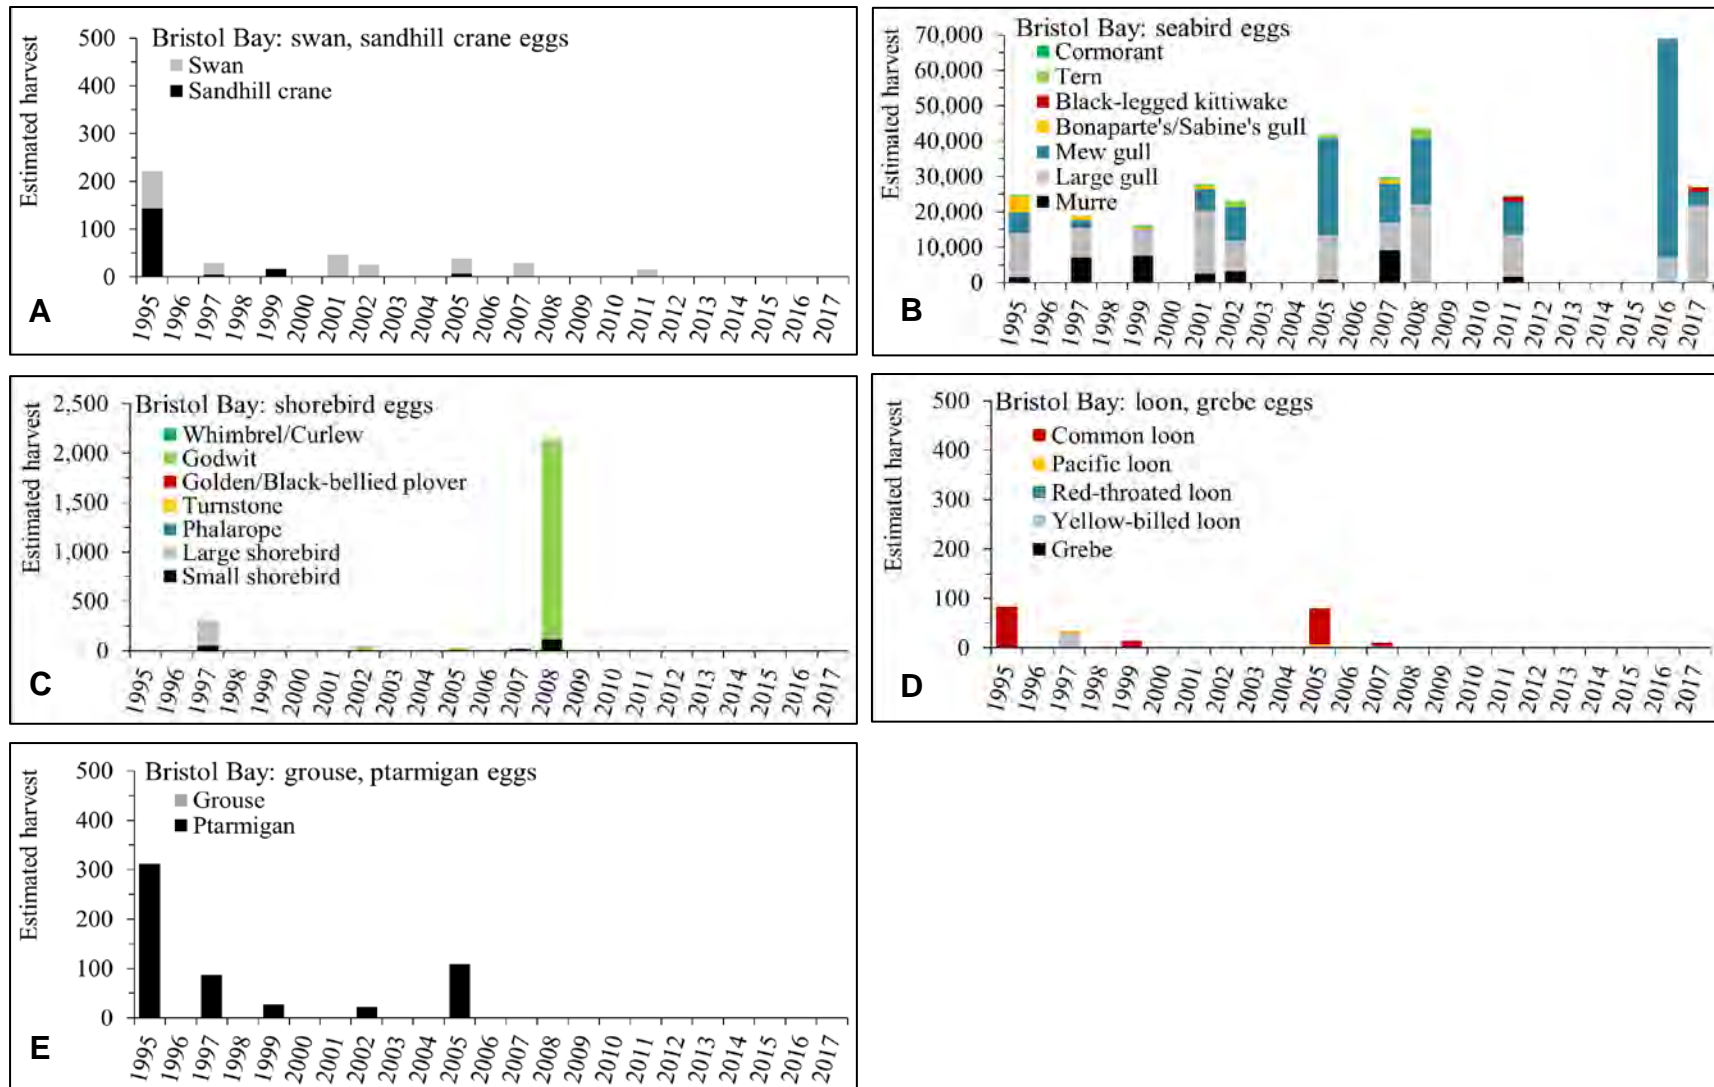 Bristol Bay: swan, sandhill crane eggs
Swan
Sandhill crane
Estimated harvest
500
400
300
200
100
0
1995 1996 1997 1998 1999 2000 2001 2002 2003 2004 2005 2006 2007 2008 2009 2010 2011 2012 2013 2014 2015 2016 2017
A
Bristol Bay: seabird eggs
Cormorant
Tern
Black-legged kittiwake
Bonaparte's/Sabine's gull
Mew gull
Large gull
Murre
Estimated harvest
70,000
60,000
50,000
40,000
30,000
20,000
10,000
0
1995 1996 1997 1998 1999 2000 2001 2002 2003 2004 2005 2006 2007 2008 2009 2010 2011 2012 2013 2014 2015 2016 2017
B
Bristol Bay: shorebird eggs
Whimbrel/Curlew
Godwit
Golden/Black-bellied plover
Turnstone
Phalarope
Large shorebird
Small shorebird
Estimated harvest
2,500
2,000
1,500
1,000
500
0
1995 1996 1997 1998 1999 2000 2001 2002 2003 2004 2005 2006 2007 2008 2009 2010 2011 2012 2013 2014 2015 2016 2017
C
Bristol Bay: loon, grebe eggs
Common loon
Pacific loon
Red-throated loon
Yellow-billed loon
Grebe
Estimated harvest
500
400
300
200
100
0
1995 1996 1997 1998 1999 2000 2001 2002 2003 2004 2005 2006 2007 2008 2009 2010 2011 2012 2013 2014 2015 2016 2017
D
Bristol Bay: grouse, ptarmigan eggs
Grouse
Ptarmigan
Estimated harvest
500
400
300
200
100
0
1995 1996 1997 1998 1999 2000 2001 2002 2003 2004 2005 2006 2007 2008 2009 2010 2011 2012 2013 2014 2015 2016 2017
E